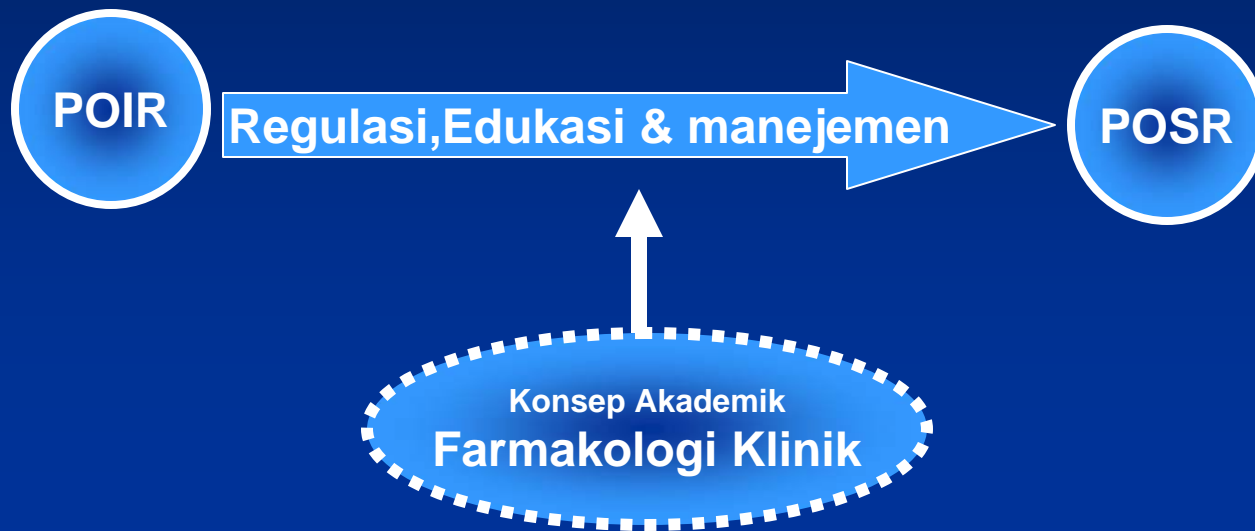 POIR
Regulasi,Edukasi & manejemen
POSR
Konsep Akademik
Farmakologi Klinik